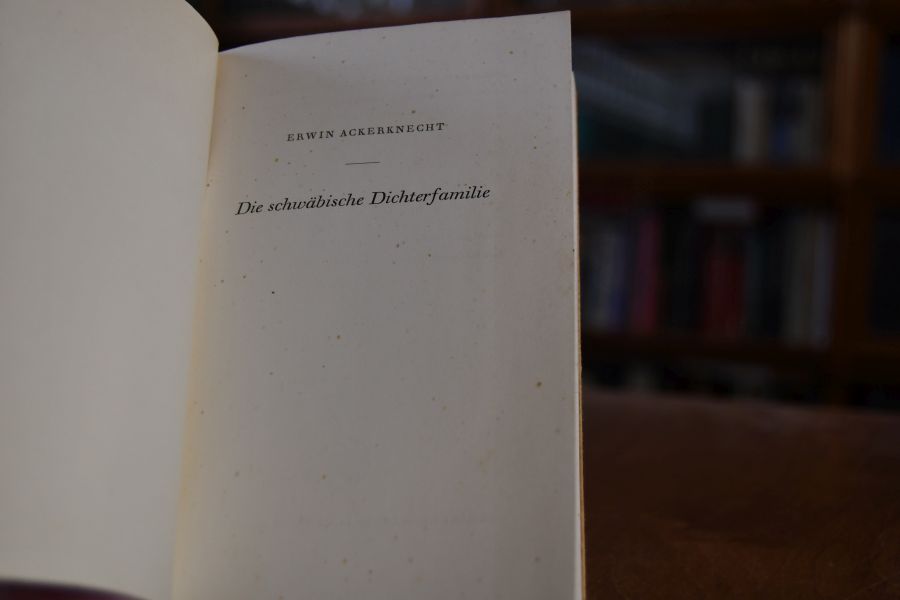 ERWIN ACKERKNECHT
Die schwäbische Dichterfamilie